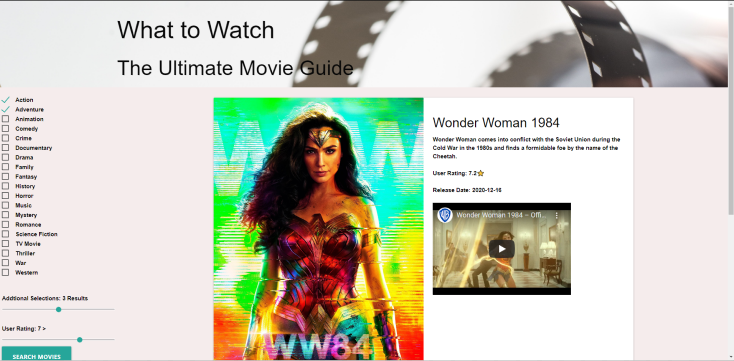 What to Watch
The Ultimate Movie Guide
Action
Adventure
Animation
Comedy
Crime
Documentary
Drama
Family
Fantasy
History
Horror
Music
Mystery
Romance
Science Fiction
TV Movie
Thriller
War
Western
Addtional Selections: 3 Results
User Rating: 7 >
SEARCH MOVIES
WW84
Wonder Woman 1984
Wonder Woman comes into conflict with the Soviet Union during the
Cold War in the 1980s and finds a formidable foe by the name of the
Cheetah.
User Rating: 7.2
Release Date: 2020-12-16
Wonder Woman 1984 – Offi...